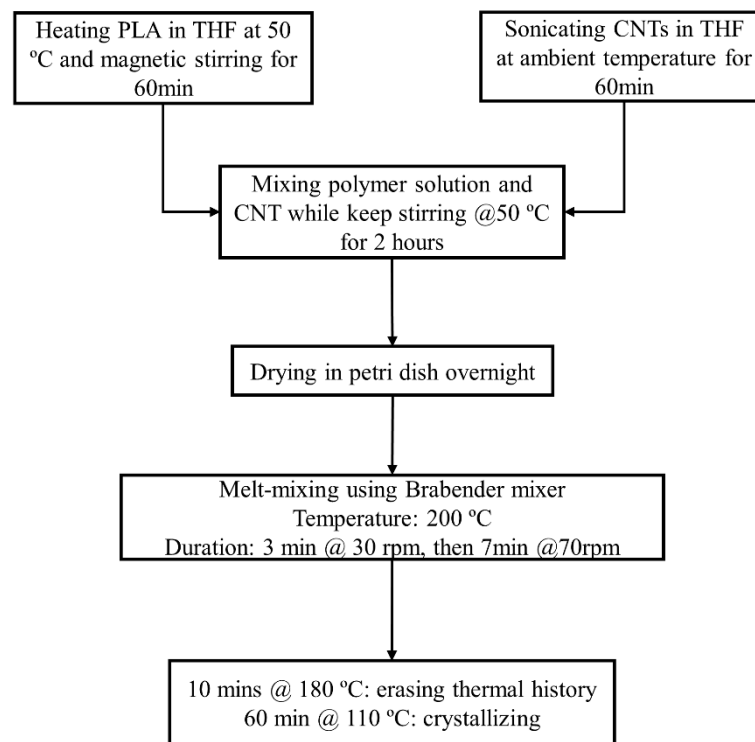 Heating PLA in THF at 50
ºC and magnetic stirring for
60min
Sonicating CNTs in THF
at ambient temperature for
60min
Mixing polymer solution and
CNT while keep stirring @50 ºC
for 2 hours
Drying in petri dish overnight
Melt-mixing using Brabender mixer
Temperature: 200 ºC
Duration: 3 min @ 30 rpm, then 7min @70rpm
10 mins @ 180 ºC: erasing thermal history
60 min @ 110 ºC: crystallizing